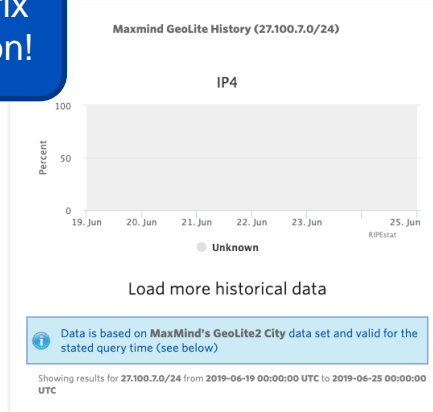 on!
Maxmind GeoLite History (27.100.7.0/24)
IP4
100
Percent
50
0
19. Jun 20. Jun 21. Jun 22. Jun 23. Jun 25. Jun
RIPEstat
Unknown
Load more historical data
Data is based on MaxMind's GeoLite2 City data set and valid for the
stated query time (see below)
Showing results for 27.100.7.0/24 from 2019-06-19 00:00:00 UTC to 2019-06-25 00:00:00
UTC